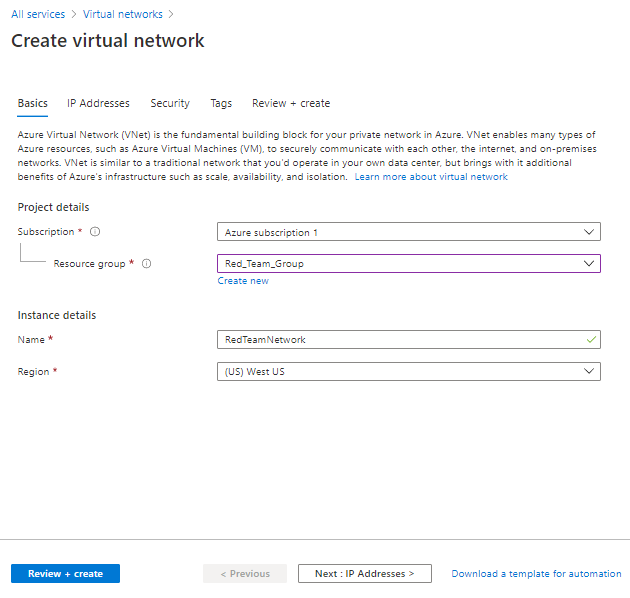 All services > Virtual networks >
Create virtual network
Basics IP Addresses Security Tags Review + create
Azure Virtual Network (VNet) is the fundamental building block for your private network in Azure. VNet enables many types of
Azure resources, such as Azure Virtual Machines (VM), to securely communicate with each other, the internet, and on-premises
networks. VNet is similar to a traditional network that you'd operate in your own data center, but brings with it additional
benefits of Azure's infrastructure such as scale, availability, and isolation. Learn more about virtual network
Project details
Subscription * Azure subscription 1
Resource group * Red_Team_Group
Create new
Instance details
Name * RedTeamNetwork
Region * (US) West US
Review + create < Previous Next : IP Addresses > Download a template for automation